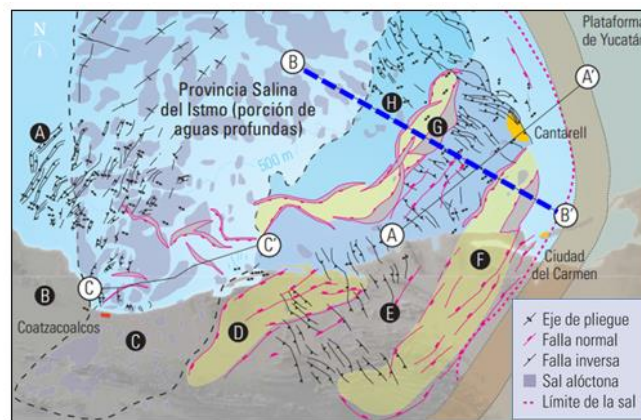 N
Plataforma
de Yucatán
B
A'
Provincia Salina
del Istmo (porción de
aguas profundas)
H
G
Cantarell
A
500 m
C'
A
B'
F
Ciudad
del Carmen
C
B
Coatzacoalcos
C
D
E
Eje de pliegue
Falla normal
Falla inversa
Sal alóctona
Límite de la sal